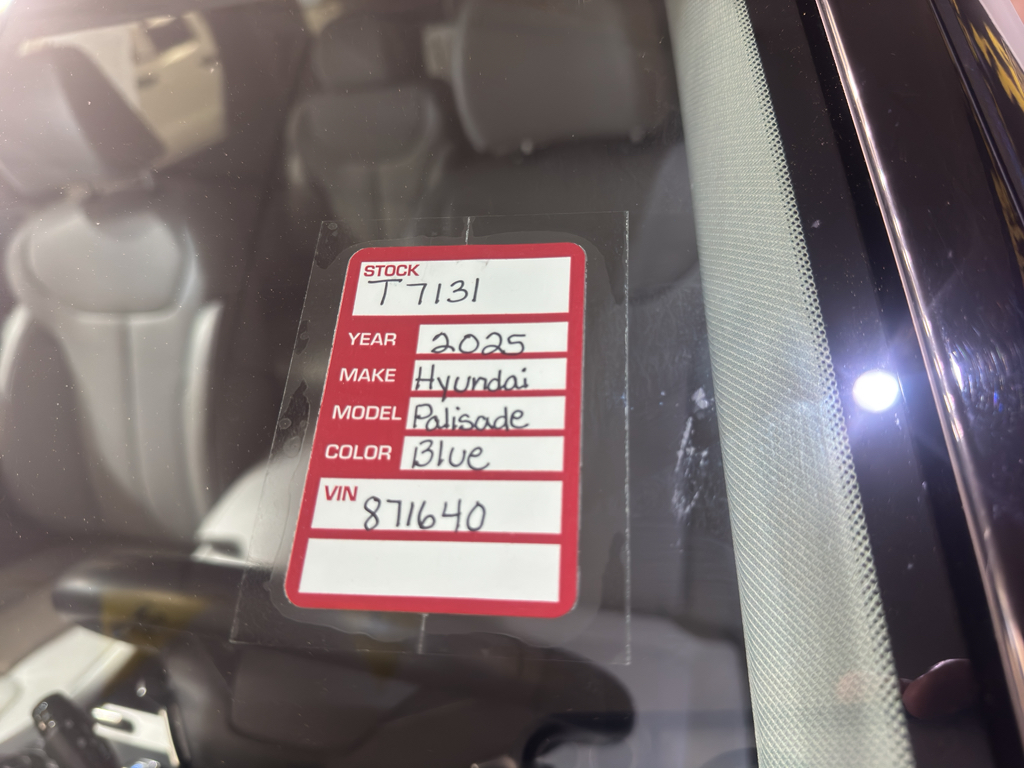 STOCK
T7131
YEAR 2025
MAKE Hyundai
MODEL Palisade
COLOR Blue
VIN 871640